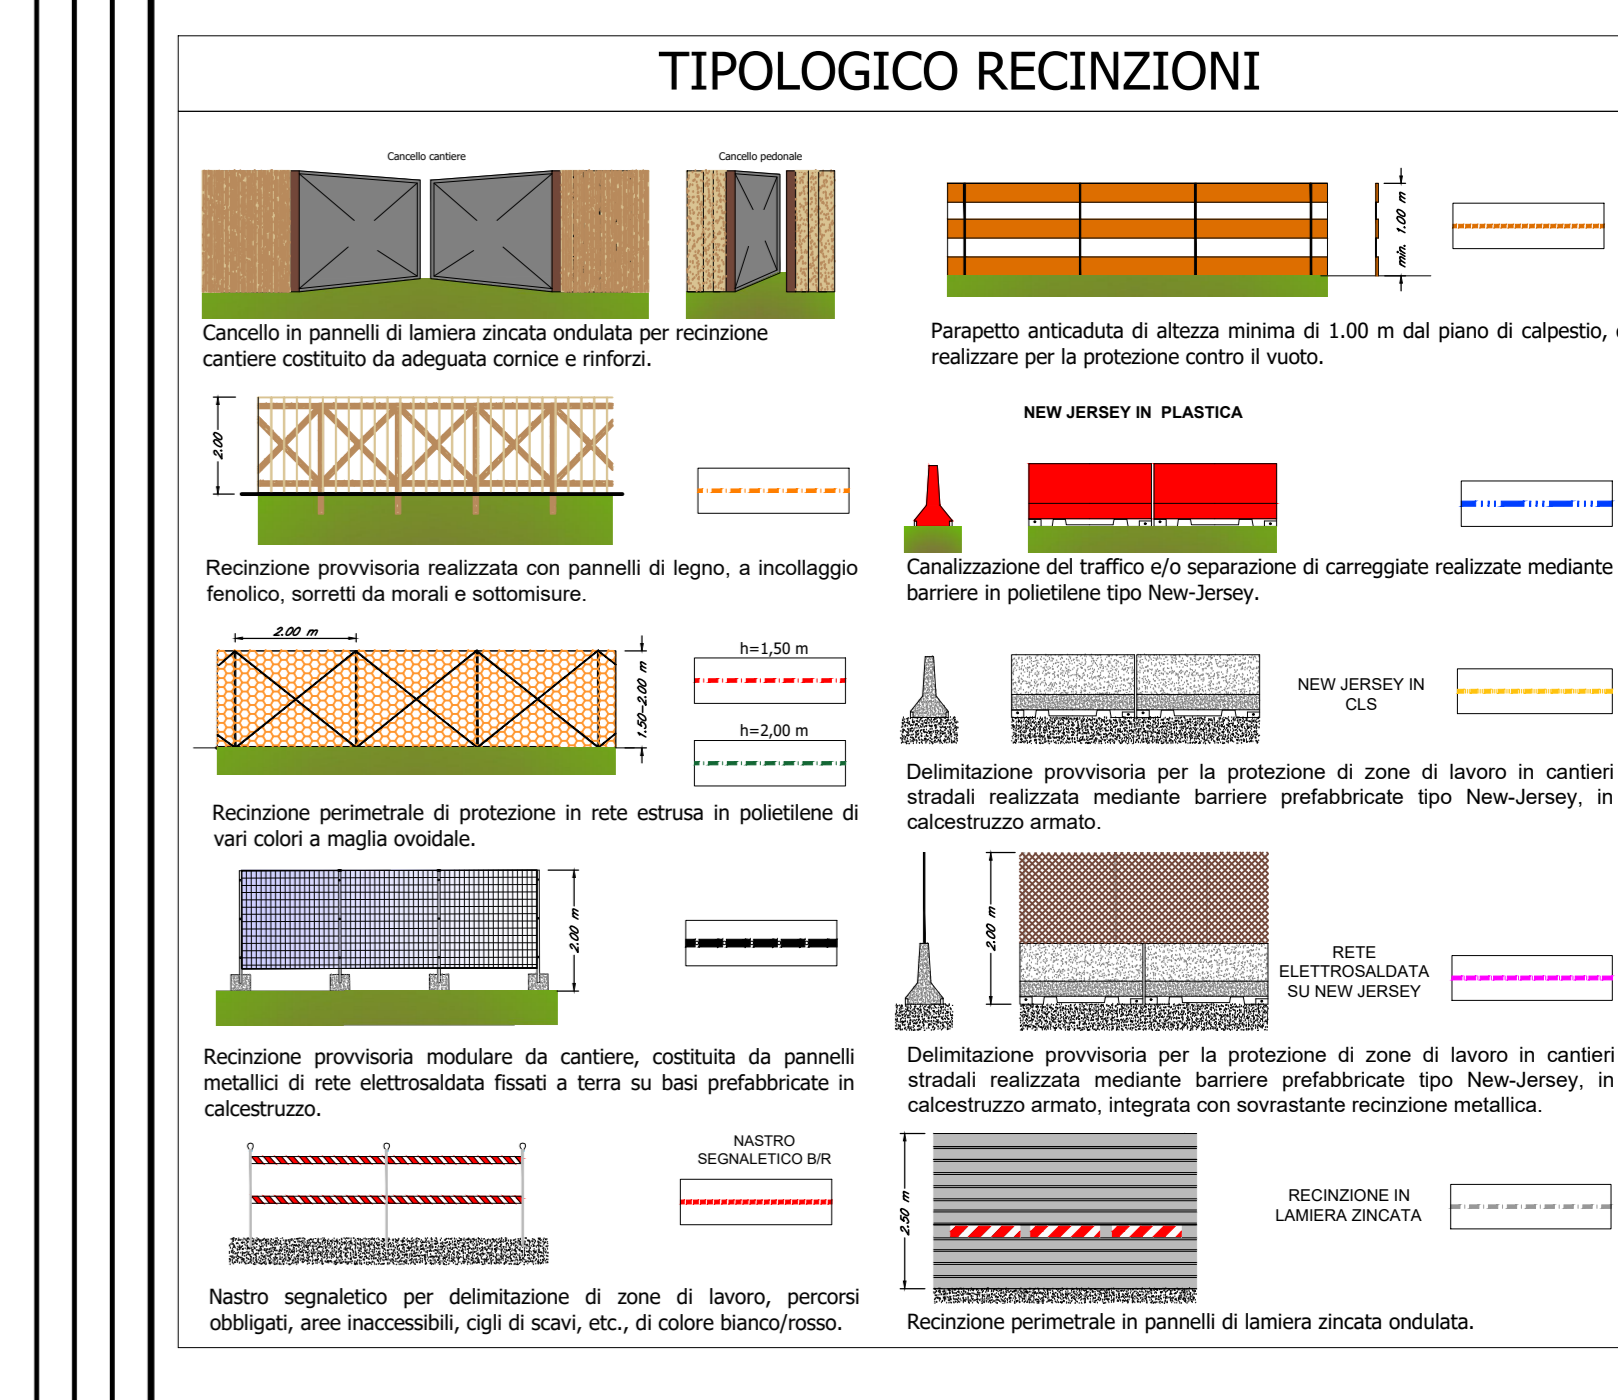 TIPOLOGICO RECINZIONI
Cancello cantiere
Cancello pedonale
Cancello in pannelli di lamiera zincata ondulata per recinzione
cantiere costituito da adeguata cornice e rinforzi.
2.00
Recinzione provvisoria realizzata con pannelli di legno, a incollaggio
fenolico, sorretti da morali e sottomisure.
2.00 m
1.50-2.00 m
h=1,50 m
h=2,00 m
Recinzione perimetrale di protezione in rete estrusa in polietilene di
vari colori a maglia ovoidale.
2.00 m
Recinzione provvisoria modulare da cantiere, costituita da pannelli
metallici di rete elettrosaldata fissati a terra su basi prefabbricate in
calcestruzzo.
NASTRO
SEGNALETICO B/R
Nastro segnaletico per delimitazione di zone di lavoro, percorsi
obbligati, aree inaccessibili, cigli di scavi, etc., di colore bianco/rosso.
min. 1.00 m
Parapetto anticaduta di altezza minima di 1.00 m dal piano di calpestio,
realizzare per la protezione contro il vuoto.
NEW JERSEY IN PLASTICA
Canalizzazione del traffico e/o separazione di carreggiate realizzate mediante
barriere in polietilene tipo New-Jersey.
NEW JERSEY IN
CLS
Delimitazione provvisoria per la protezione di zone di lavoro in cantieri
stradali realizzata mediante barriere prefabbricate tipo New-Jersey, in
calcestruzzo armato.
2.00 m
RETE
ELETTROSALDATA
SU NEW JERSEY
Delimitazione provvisoria per la protezione di zone di lavoro in cantieri
stradali realizzata mediante barriere prefabbricate tipo New-Jersey, in
calcestruzzo armato, integrata con sovrastante recinzione metallica.
2.50 m
RECINZIONE IN
LAMIERA ZINCATA
Recinzione perimetrale in pannelli di lamiera zincata ondulata.